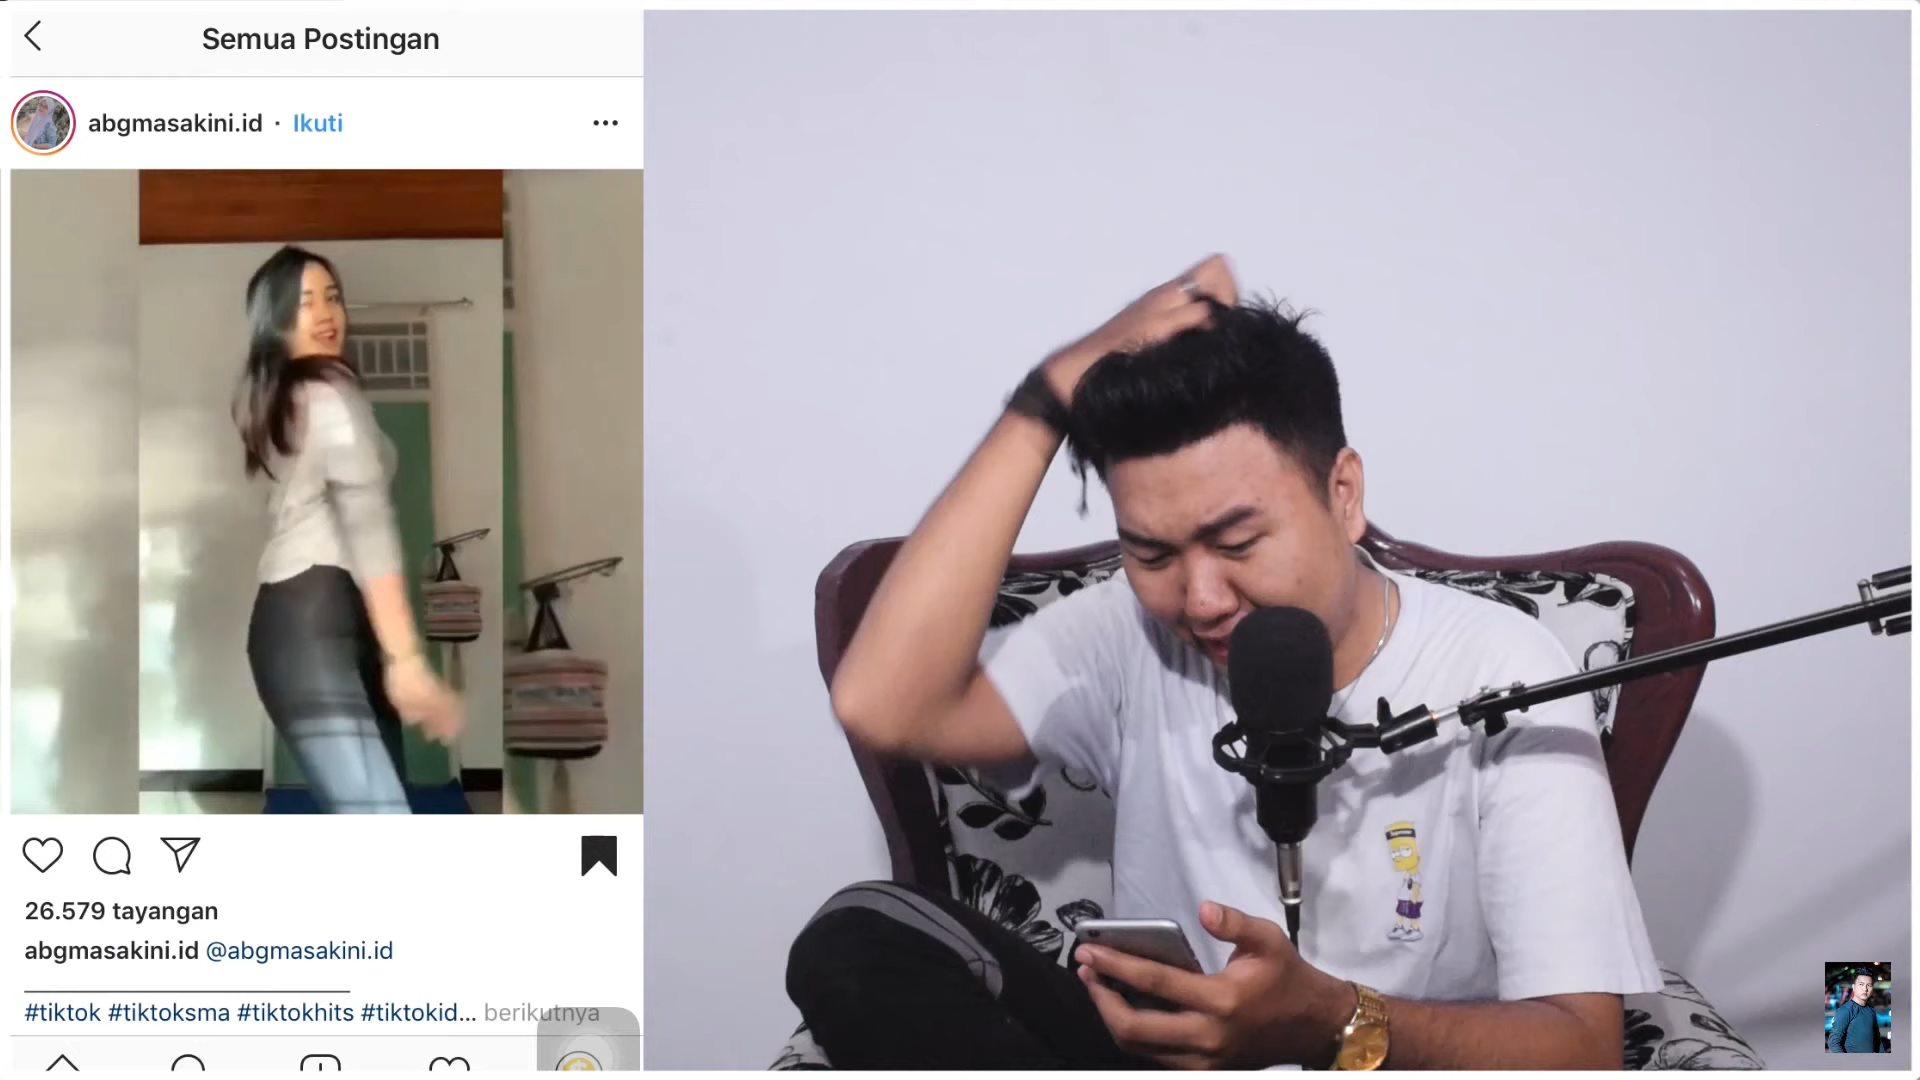 Semua Postingan
abgmasakini.id · Ikuti
26.579 tayangan
abgmasakini.id @abgmasakini.id
#tiktok #tiktoksma #tiktokhits #tiktokid... berikutnya